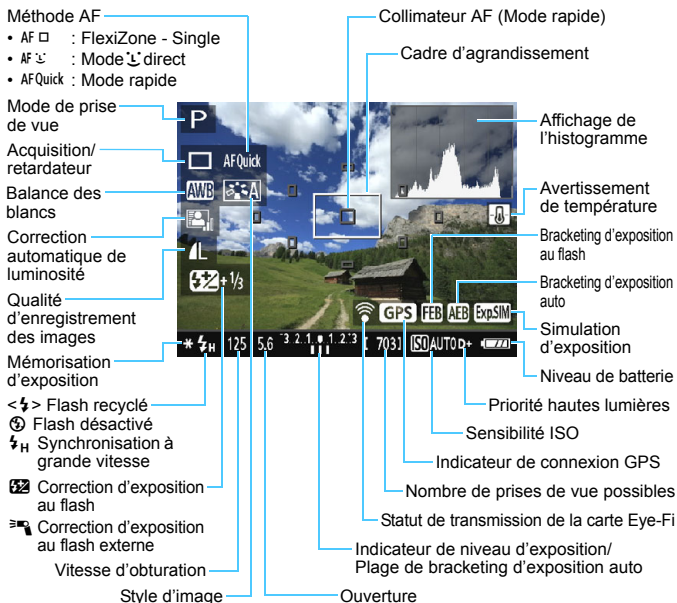 Méthode AF
• AF □ : FlexiZone - Single
• AF : Mode direct
• AFQuick : Mode rapide
Mode de prise
de vue
Acquisition/
retardateur
Balance des
blancs
Correction
automatique de
luminosité
Qualité
d'enregistrement
des images
Mémorisation
d'exposition
< > Flash recyclé
Flash désactivé
H Synchronisation à
grande vitesse
Correction d'exposition
au flash
Correction d'exposition
au flash externe
Vitesse d'obturation
Style d'image
Ouverture
Collimateur AF (Mode rapide)
Cadre d'agrandissement
Affichage de
l'histogramme
Avertissement
de température
Bracketing d'exposition
au flash
Bracketing d'exposition
auto
Simulation
d'exposition
Niveau de batterie
Priorité hautes lumières
Sensibilité ISO
Indicateur de connexion GPS
Nombre de prises de vue possibles
Statut de transmission de la carte Eye-Fi
Indicateur de niveau d'exposition/
Plage de bracketing d'exposition auto
P
AFQuick
AWB A
L
+1/3
GPS FEB AEB Exp.SIM
* H 125 5.6 -3..2..1..0..1..2..:3 [ 703] ISO AUTO D+